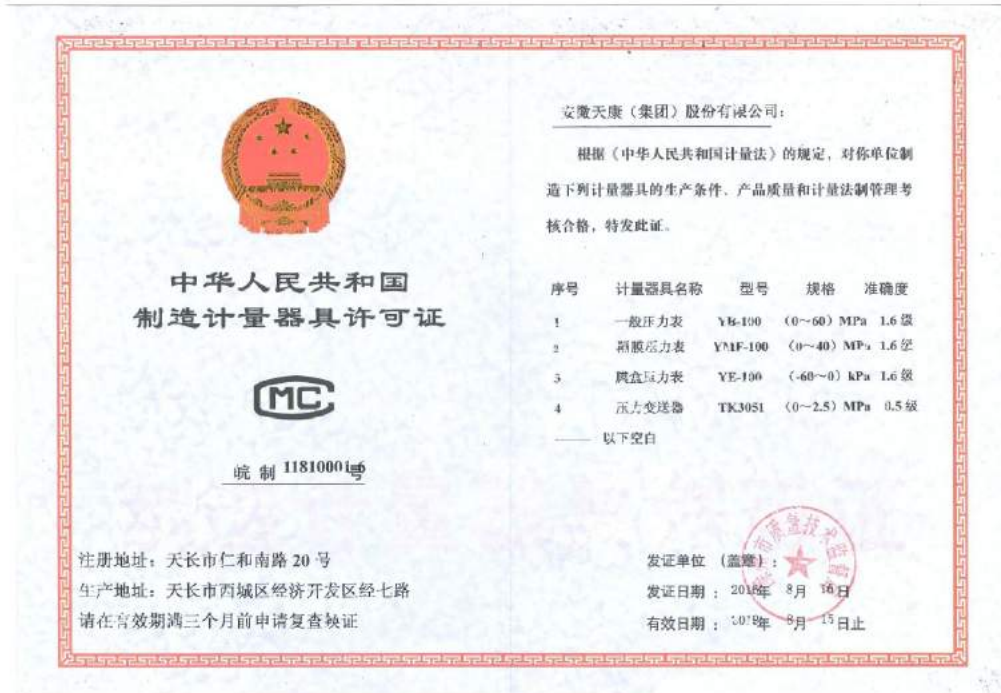 中华人民共和国
制造计量器具许可证
MC
皖 制 11810001-6 号
注册地址：天长市仁和南路 20 号
生产地址：天长市西城区经济开发区经七路
请在有效期满三个月前申请复查换证
安徽天康（集团）股份有限公司：
根据《中华人民共和国计量法》的规定，对你单位制
造下列计量器具的生产条件、产品质量和计量法制管理考
核合格，特发此证。
序号 计量器具名称 型号 规格 准确度
1 一般压力表 YB-100 （0～60）MPa 1.6 级
2 隔膜压力表 YMF-100 （0～40）MPa 1.6 级
3 膜盒压力表 YE-100 （-60～0）kPa 1.6 级
4 压力变送器 TK3051 （0～2.5）MPa 0.5 级
—— 以下空白
市质量技术监督
发证单位 （盖章）：
发证日期 ： 年 8月 16日
有效期日 ： 年 8月 15日止